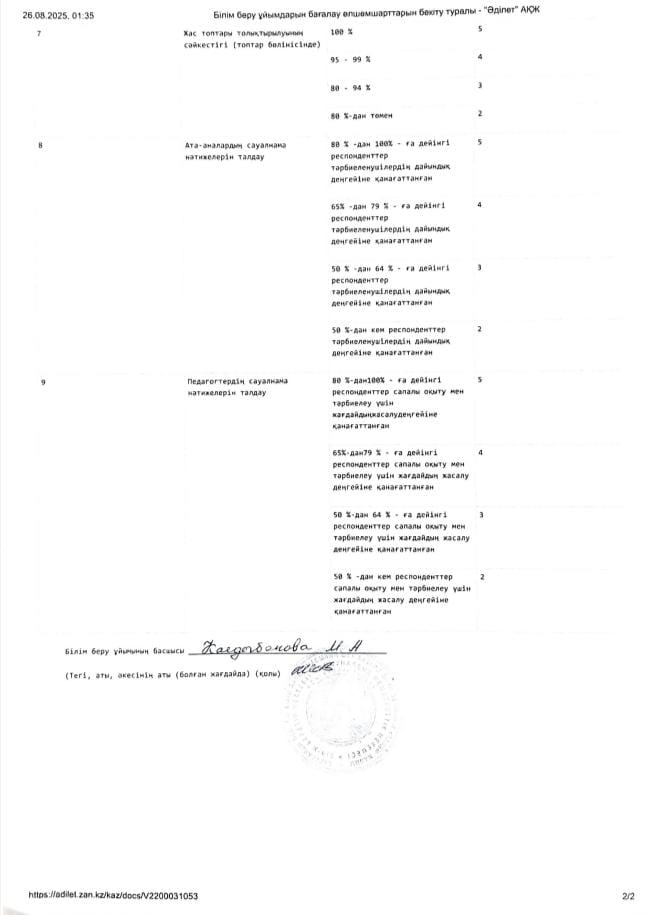 26.08.2025, 01:35 Білім беру ұйымдарын бағалау өлшемшарттарын бекіту туралы - "Әділет" АҚЖ
7 Жас топтары толықтырылуының 100 % 5
сәйкестігі (топтар бөлінісінде)
95 - 99 % 4
80 - 94 % 3
80 %-дан төмен 2
8 Ата-аналардың сауалнама 80 % -дан 100% - ға дейінгі 5
нәтижелерін талдау респонденттер
тәрбиеленушілердің дайындық
деңгейіне қанағаттанған
65% -дан 79 % - ға дейінгі 4
респонденттер
тәрбиеленушілердің дайындық
деңгейіне қанағаттанған
50 % -дан 64 % - ға дейінгі 3
респонденттер
тәрбиеленушілердің дайындық
деңгейіне қанағаттанған
50 %-дан кем респонденттер 2
тәрбиеленушілердің дайындық
деңгейіне қанағаттанған
9 Педагогтердің сауалнама 80 %-дан100% - ға дейінгі 5
нәтижелерін талдау респонденттер сапалы оқыту мен
тәрбиелеу үшін
жағдайдыңжасалудеңгейіне
қанағаттанған
65%-дан79 % - ға дейінгі 4
респонденттер сапалы оқыту мен
тәрбиелеу үшін жағдайдың жасалу
деңгейіне қанағаттанған
50 %-дан 64 % - ға дейінгі 3
респонденттер сапалы оқыту мен
тәрбиелеу үшін жағдайдың жасалу
деңгейіне қанағаттанған
50 % -дан кем респонденттер 2
сапалы оқыту мен тәрбиелеу үшін
жағдайдың жасалу деңгейіне
қанағаттанған
Білім беру ұйымының басшысы М А
(Тегі, аты, әкесінің аты (болған жағдайда) (қолы)
https://adilet.zan.kz/kaz/docs/V2200031053 2/2